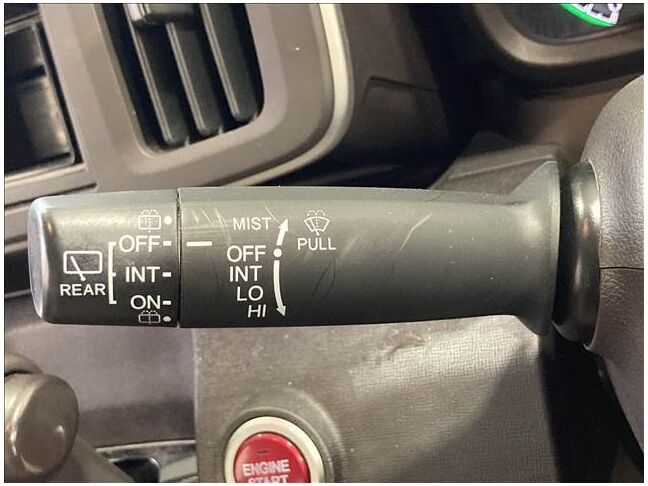 OFF
INT
REAR
ON
MIST
PULL
OFF
INT
LO
HI
ENGINE
START